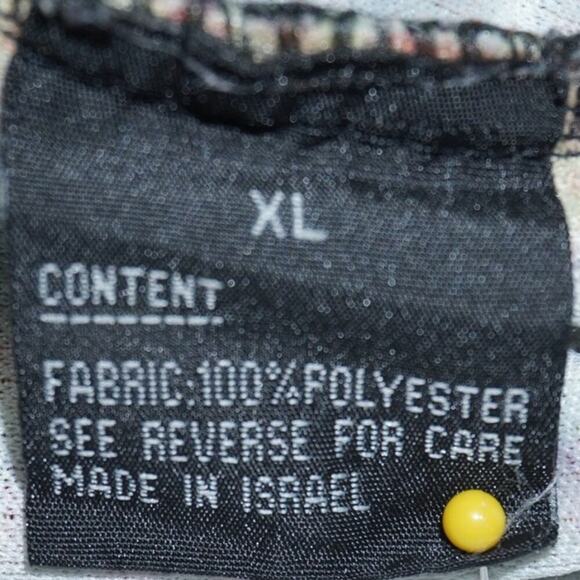 XL
CONTENT
FABRIC:100%POLYESTER
SEE REVERSE FOR CARE
MADE IN ISRAEL